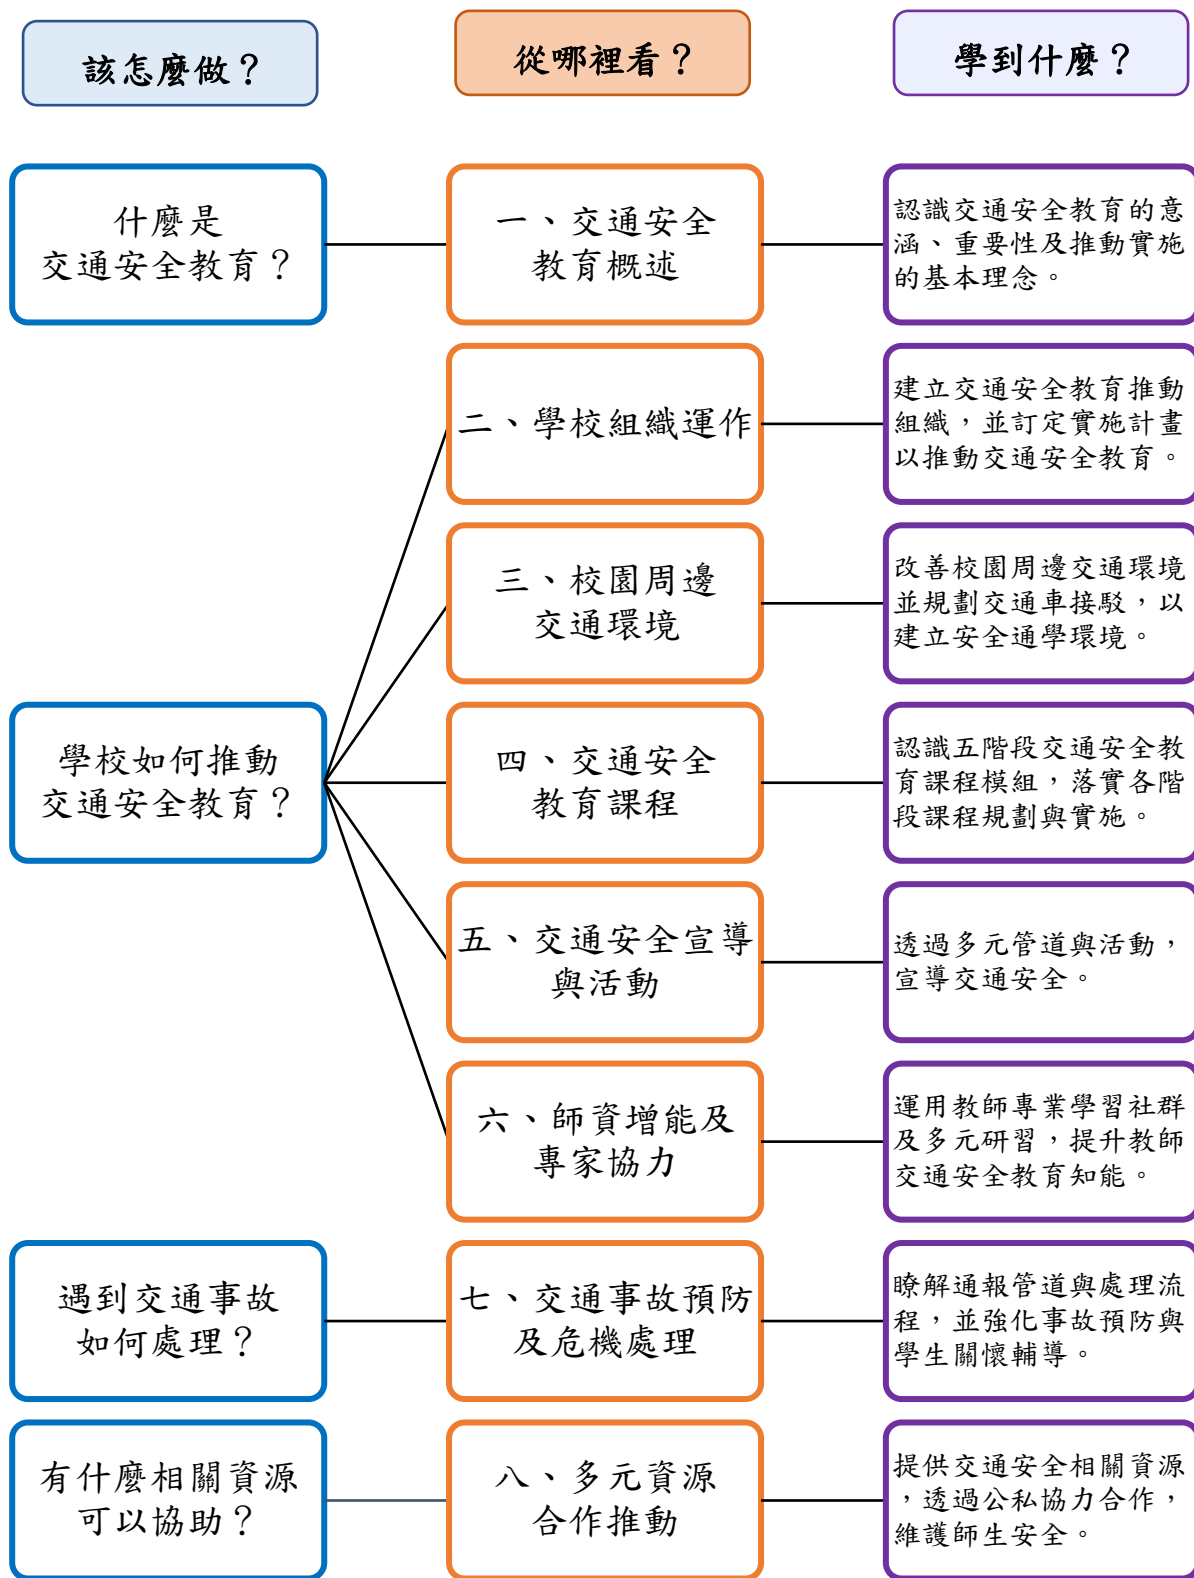 該怎麼做？
從哪裡看？
學到什麼？
什麼是
交通安全教育？
一、交通安全
教育概述
認識交通安全教育的意
涵、重要性及推動實施
的基本理念。
學校如何推動
交通安全教育？
二、學校組織運作
建立交通安全教育推動
組織，並訂定實施計畫
以推動交通安全教育。
三、校園周邊
交通環境
改善校園周邊交通環境
並規劃交通車接駁，以
建立安全通學環境。
四、交通安全
教育課程
認識五階段交通安全教
育課程模組，落實各階
段課程規劃與實施。
五、交通安全宣導
與活動
透過多元管道與活動，
宣導交通安全。
六、師資增能及
專家協力
運用教師專業學習社群
及多元研習，提升教師
交通安全教育知能。
遇到交通事故
如何處理？
七、交通事故預防
及危機處理
瞭解通報管道與處理流
程，並強化事故預防與
學生關懷輔導。
有什麼相關資源
可以協助？
八、多元資源
合作推動
提供交通安全相關資源
，透過公私協力合作，
維護師生安全。